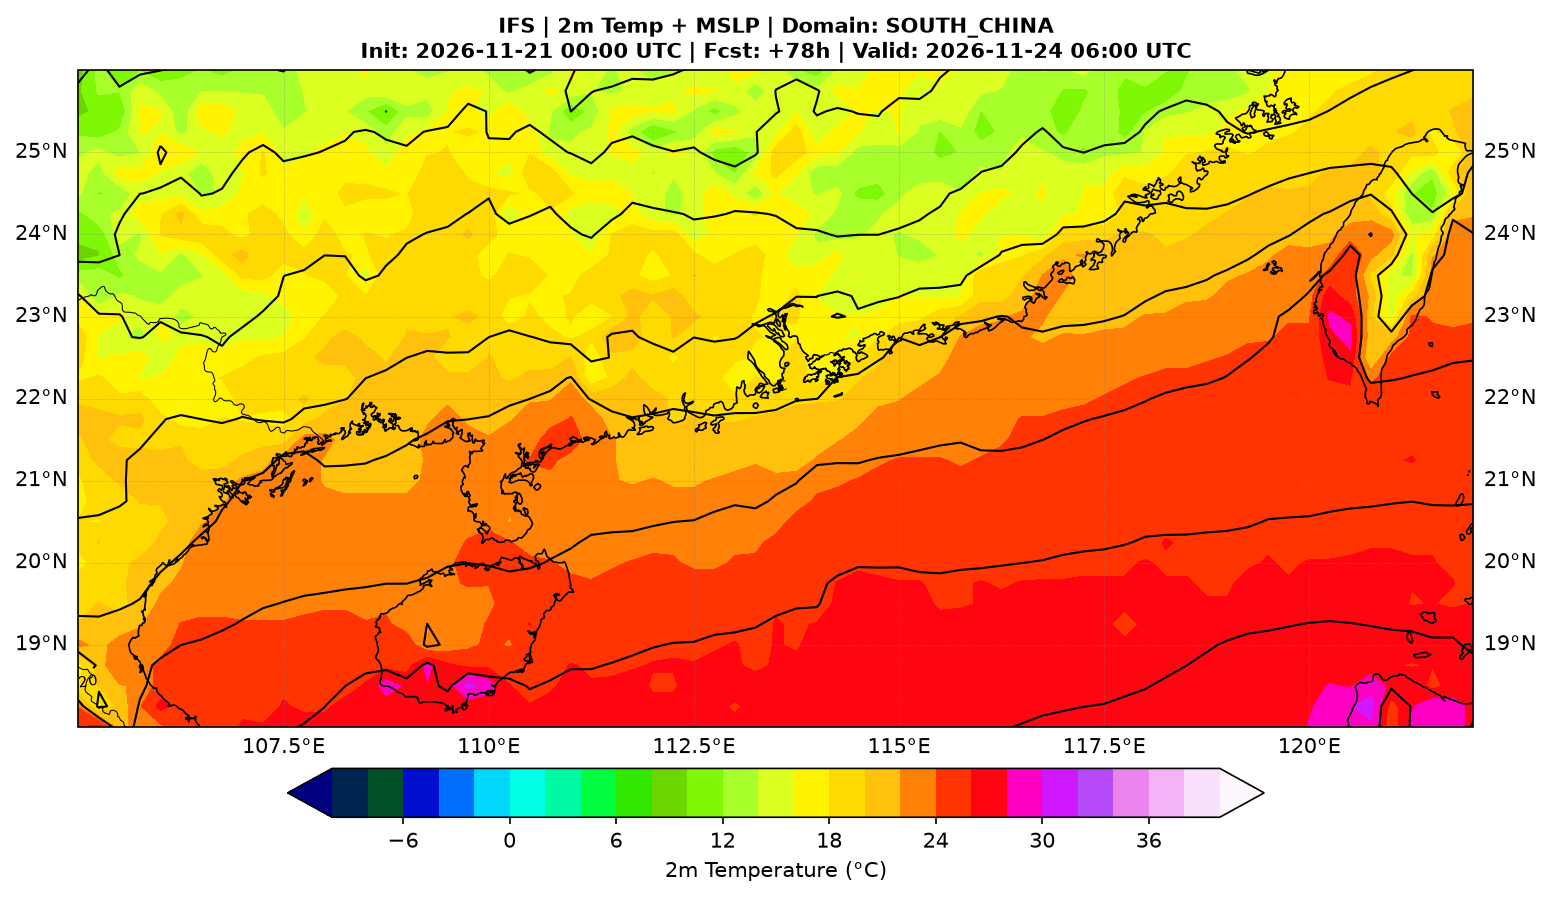 IFS | 2m Temp + MSLP | Domain: SOUTH_CHINA
Init: 2026-11-21 00:00 UTC | Fcst: +78h | Valid: 2026-11-24 06:00 UTC
25°N 25°N
24°N 24°N
23°N 23°N
22°N 22°N
21°N 21°N
20°N 20°N
19°N 19°N
20
107.5°E 110°E 112.5°E 115°E 117.5°E 120°E
−6 0 6 12 18 24 30 36
2m Temperature (°C)